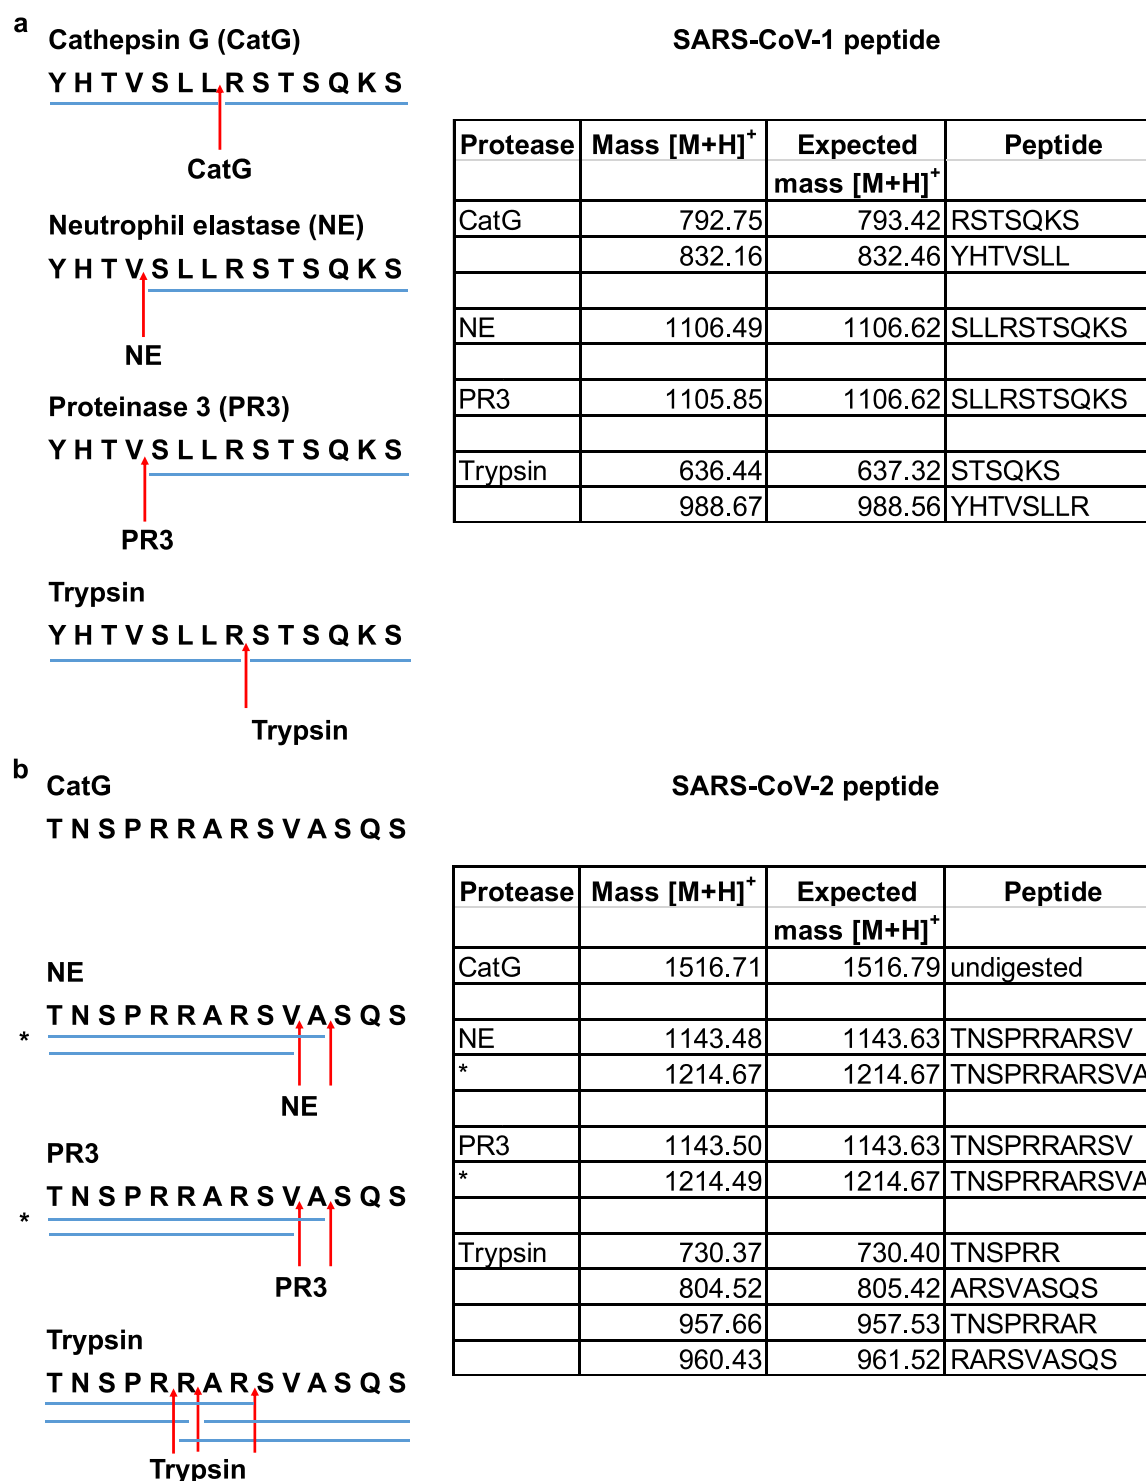 a
Cathepsin G (CatG)
SARS-CoV-1 peptide
Y H T V S L L R S T S Q K S
CatG
Neutrophil elastase (NE)
Y H T V S L L R S T S Q K S
NE
Proteinase 3 (PR3)
Y H T V S L L R S T S Q K S
PR3
Trypsin
Y H T V S L L R S T S Q K S
Trypsin
Protease Mass [M+H]+ Expected mass [M+H]+ Peptide
CatG 792.75 793.42 RSTSQKS
832.16 832.46 YHTVSLL
NE 1106.49 1106.62 SLLRSTSQKS
PR3 1105.85 1106.62 SLLRSTSQKS
Trypsin 636.44 637.32 STSQKS
988.67 988.56 YHTVSLLR
b
CatG
SARS-CoV-2 peptide
T N S P R R A R S V A S Q S
NE
T N S P R R A R S V A S Q S
*
NE
PR3
T N S P R R A R S V A S Q S
*
PR3
Trypsin
T N S P R R A R S V A S Q S
Trypsin
Protease Mass [M+H]+ Expected mass [M+H]+ Peptide
CatG 1516.71 1516.79 undigested
NE 1143.48 1143.63 TNSPRRARSV
* 1214.67 1214.67 TNSPRRARSVA
PR3 1143.50 1143.63 TNSPRRARSV
* 1214.49 1214.67 TNSPRRARSVA
Trypsin 730.37 730.40 TNSPRR
804.52 805.42 ARSVASQS
957.66 957.53 TNSPRRAR
960.43 961.52 RARSVASQS